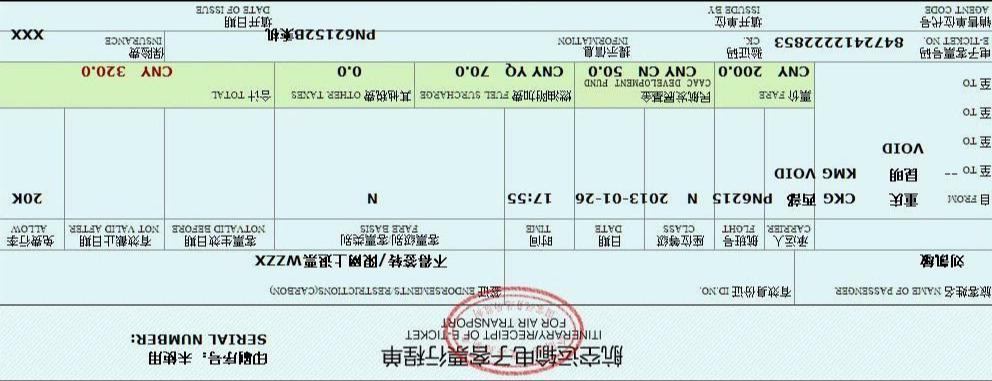 航空运输电子客票行程单
ITINERARY/RECEIPT OF E-TICKET
FOR AIR TRANSPORT
印刷序号：未使用
SERIAL NUMBER:
旅客姓名 NAME OF PASSENGER
有效身份证 ID.NO.
签证 ENDORSEMENTS/RESTRICTIONS(CARBON)
刘凯敏
不得签转/限网上退票WZZX
承运人 CARRIER
航班号 FLGHT
座位等级 CLASS
日期 DATE
时间 TIME
客票级别/客票类别 FARE BASIS
客票生效日期 NOTVALID BEFORE
有效截止日期 NOT VALID AFTER
免费行李 ALLOW
自 FROM 重庆 CKG 西部 PN6215 N 2013-01-26 17:55 N 20K
至 TO -- 昆明 KMG VOID
至 TO VOID
至 TO
至 TO
票价 FARE
民航发展基金 CAAC DEVELOPMENT FUND
燃油附加费 FUEL SURCHARGE
其他税费 OTHER TAXES
合计 TOTAL
CNY 200.0 CNY CN 50.0 CNY YQ 70.0 0.0 CNY 320.0
电子客票号码 E-TICKET NO. 8472412222853
验证码 CK.
提示信息 INFORMATION
保险费 INSURANCE XXX
PN62152B乘机
销售单位代号 AGENT CODE
填开单位 ISSUDE BY
填开日期 DATE OF ISSUE